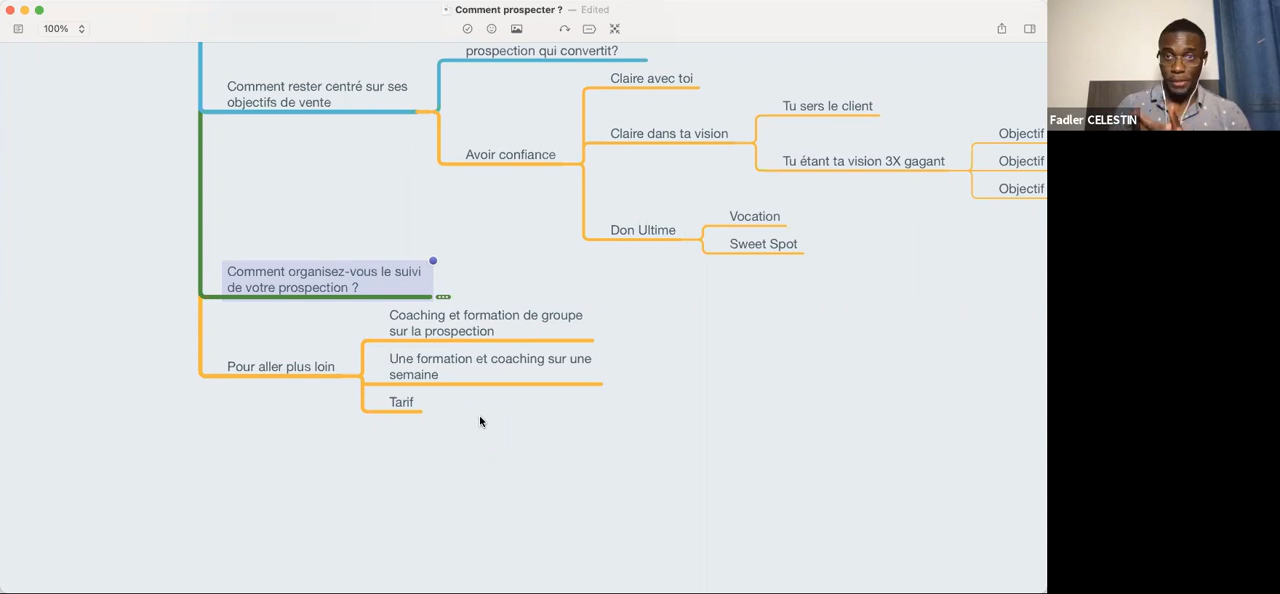 Comment prospecter ? — Edited
100%
prospection qui convertit?
Comment rester centré sur ses
objectifs de vente
Claire avec toi
Tu sers le client
Claire dans ta vision
Avoir confiance
Tu étant ta vision 3X gagant
Objectif
Objectif
Objectif
Don Ultime
Vocation
Sweet Spot
Comment organisez-vous le suivi
de votre prospection ?
Coaching et formation de groupe
sur la prospection
Une formation et coaching sur une
semaine
Pour aller plus loin
Tarif
Fadler CELESTIN